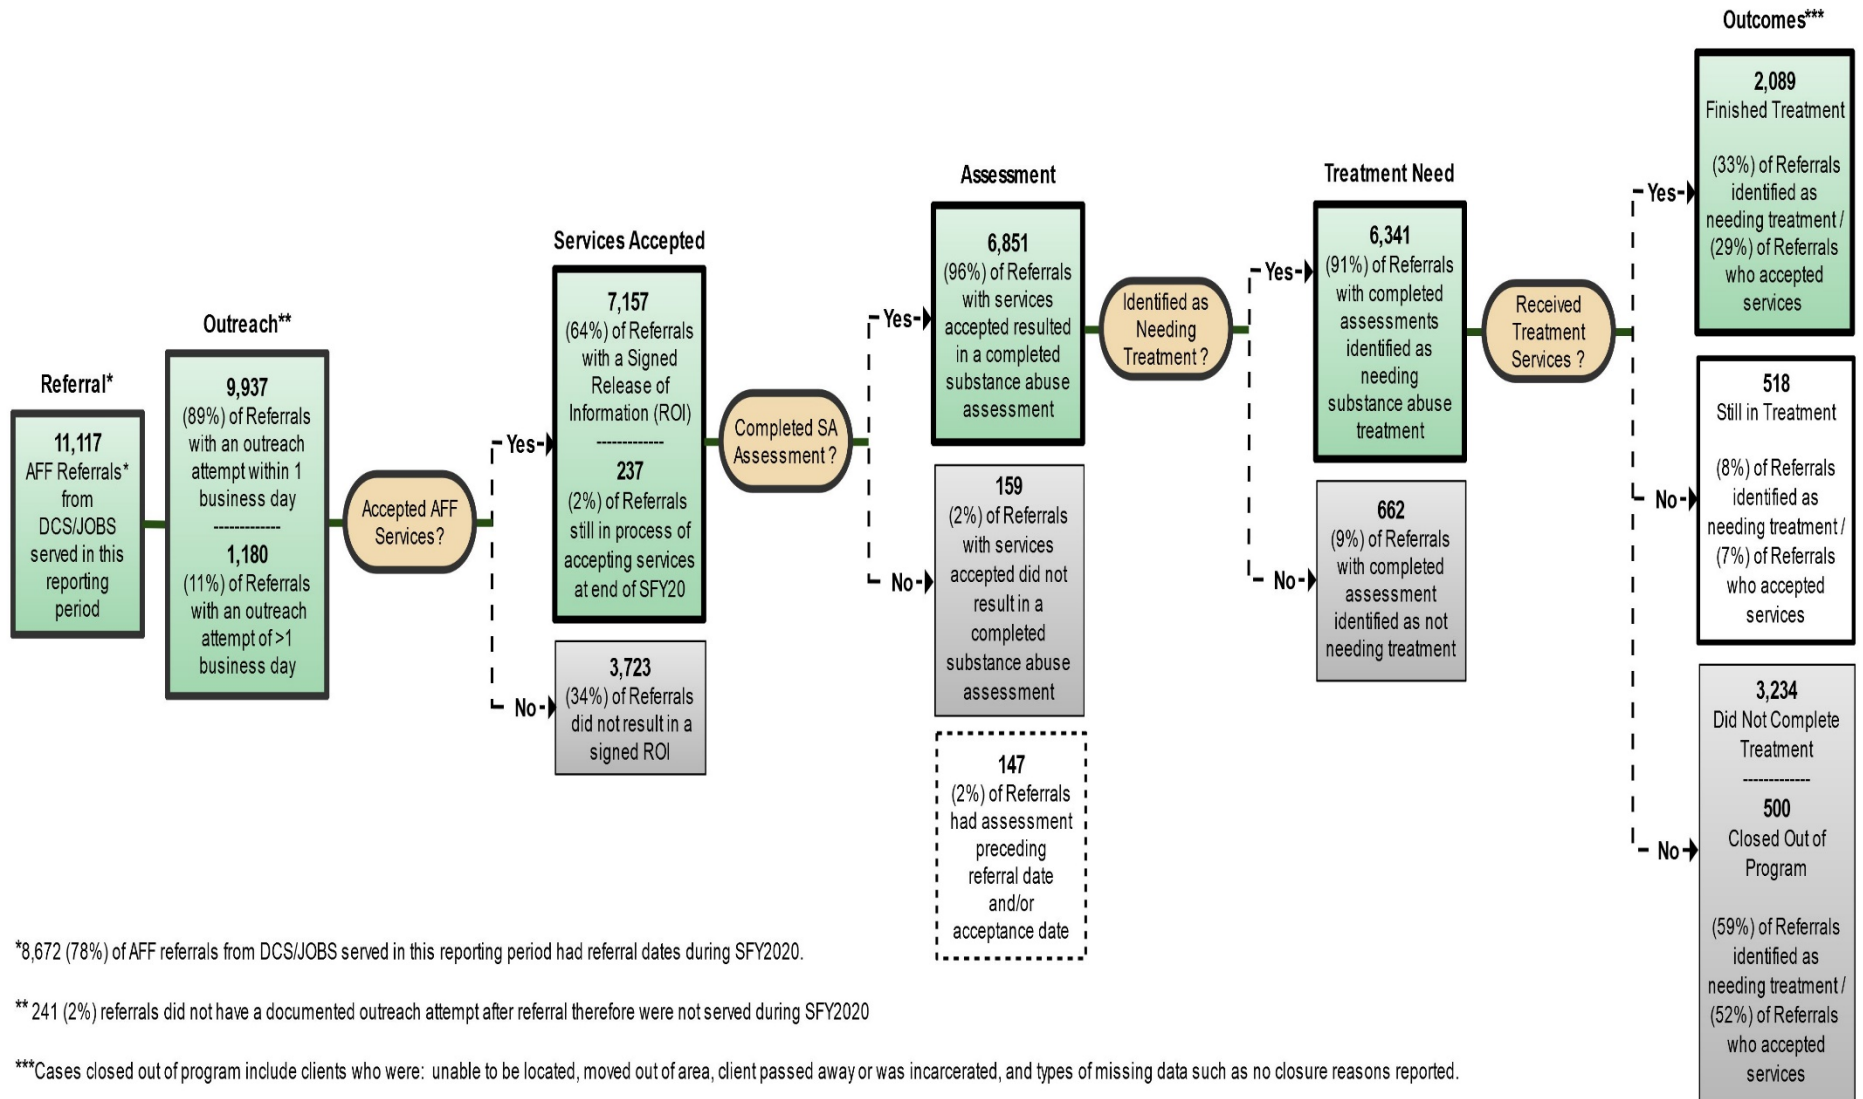 Referral*
11,117
AFF Referrals*
from
DCS/JOBS
served in this
reporting
period
Outreach**
9,937
(89%) of Referrals
with an outreach
attempt within 1
business day
-------------
1,180
(11%) of Referrals
with an outreach
attempt of >1
business day
Accepted AFF
Services?
Yes
No
Services Accepted
7,157
(64%) of Referrals
with a Signed
Release of
Information (ROI)
-------------
237
(2%) of Referrals
still in process of
accepting services
at end of SFY20
3,723
(34%) of Referrals
did not result in a
signed ROI
Completed SA
Assessment ?
Yes
No
Assessment
6,851
(96%) of Referrals
with services
accepted resulted
in a completed
substance abuse
assessment
159
(2%) of Referrals
with services
accepted did not
result in a
completed
substance abuse
assessment
147
(2%) of Referrals
had assessment
preceding
referral date
and/or
acceptance date
Identified as
Needing
Treatment ?
Yes
No
Treatment Need
6,341
(91%) of Referrals
with completed
assessments
identified as
needing
substance abuse
treatment
662
(9%) of Referrals
with completed
assessment
identified as not
needing treatment
Received
Treatment
Services ?
Yes
No
No
Outcomes***
2,089
Finished Treatment
(33%) of Referrals
identified as
needing treatment /
(29%) of Referrals
who accepted
services
518
Still in Treatment
(8%) of Referrals
identified as
needing treatment /
(7%) of Referrals
who accepted
services
3,234
Did Not Complete
Treatment
-------------
500
Closed Out of
Program
(59%) of Referrals
identified as
needing treatment /
(52%) of Referrals
who accepted
services
*8,672 (78%) of AFF referrals from DCS/JOBS served in this reporting period had referral dates during SFY2020.
** 241 (2%) referrals did not have a documented outreach attempt after referral therefore were not served during SFY2020
***Cases closed out of program include clients who were: unable to be located, moved out of area, client passed away or was incarcerated, and types of missing data such as no closure reasons reported.